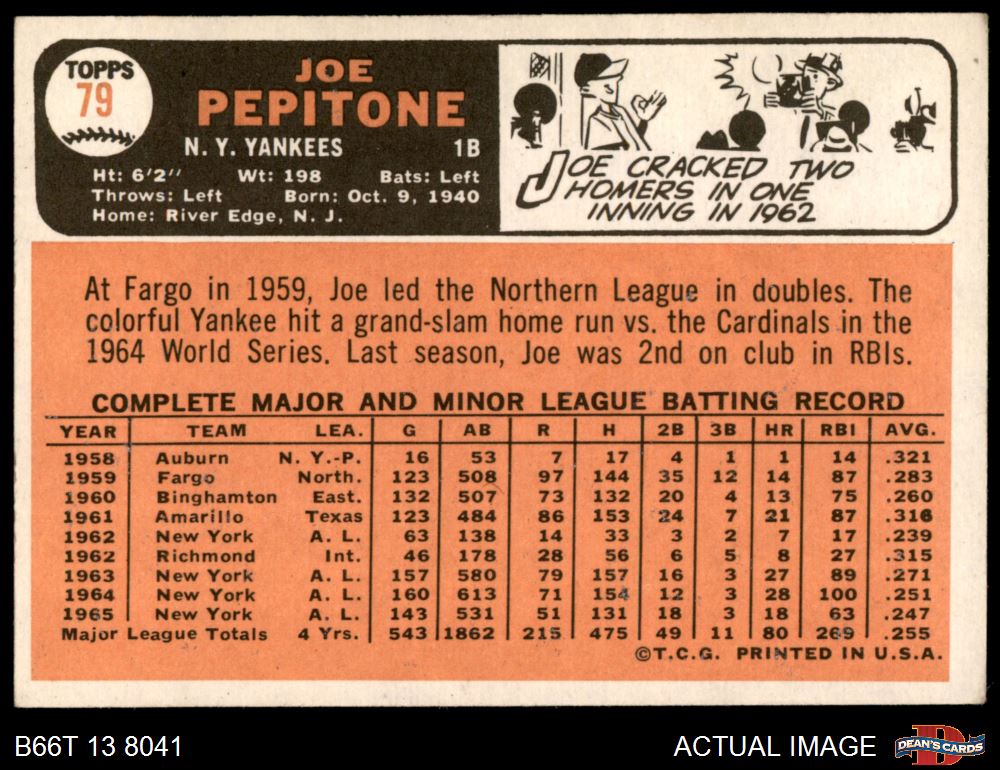 TOPPS
79
JOE
PEPITONE
N. Y. YANKEES 1B
Ht: 6'2" Wt: 198 Bats: Left
Throws: Left Born: Oct. 9, 1940
Home: River Edge, N. J.
JOE CRACKED TWO
HOMERS IN ONE
INNING IN 1962
At Fargo in 1959, Joe led the Northern League in doubles. The
colorful Yankee hit a grand-slam home run vs. the Cardinals in the
1964 World Series. Last season, Joe was 2nd on club in RBIs.
COMPLETE MAJOR AND MINOR LEAGUE BATTING RECORD
YEAR TEAM LEA. G AB R H 2B 3B HR RBI AVG.
1958 Auburn N. Y.-P. 16 53 7 17 4 1 1 14 .321
1959 Fargo North. 123 508 97 144 35 12 14 87 .283
1960 Binghamton East. 132 507 73 132 20 4 13 75 .260
1961 Amarillo Texas 123 484 86 153 24 7 21 87 .316
1962 New York A. L. 63 138 14 33 3 2 7 17 .239
1962 Richmond Int. 46 178 28 56 6 5 8 27 .315
1963 New York A. L. 157 580 79 157 16 3 27 89 .271
1964 New York A. L. 160 613 71 154 12 3 28 100 .251
1965 New York A. L. 143 531 51 131 18 3 18 63 .247
Major League Totals 4 Yrs. 543 1862 215 475 49 11 80 269 .255
©T.C.G. PRINTED IN U.S.A.
B66T 13 8041 ACTUAL IMAGE DEAN'S CARDS